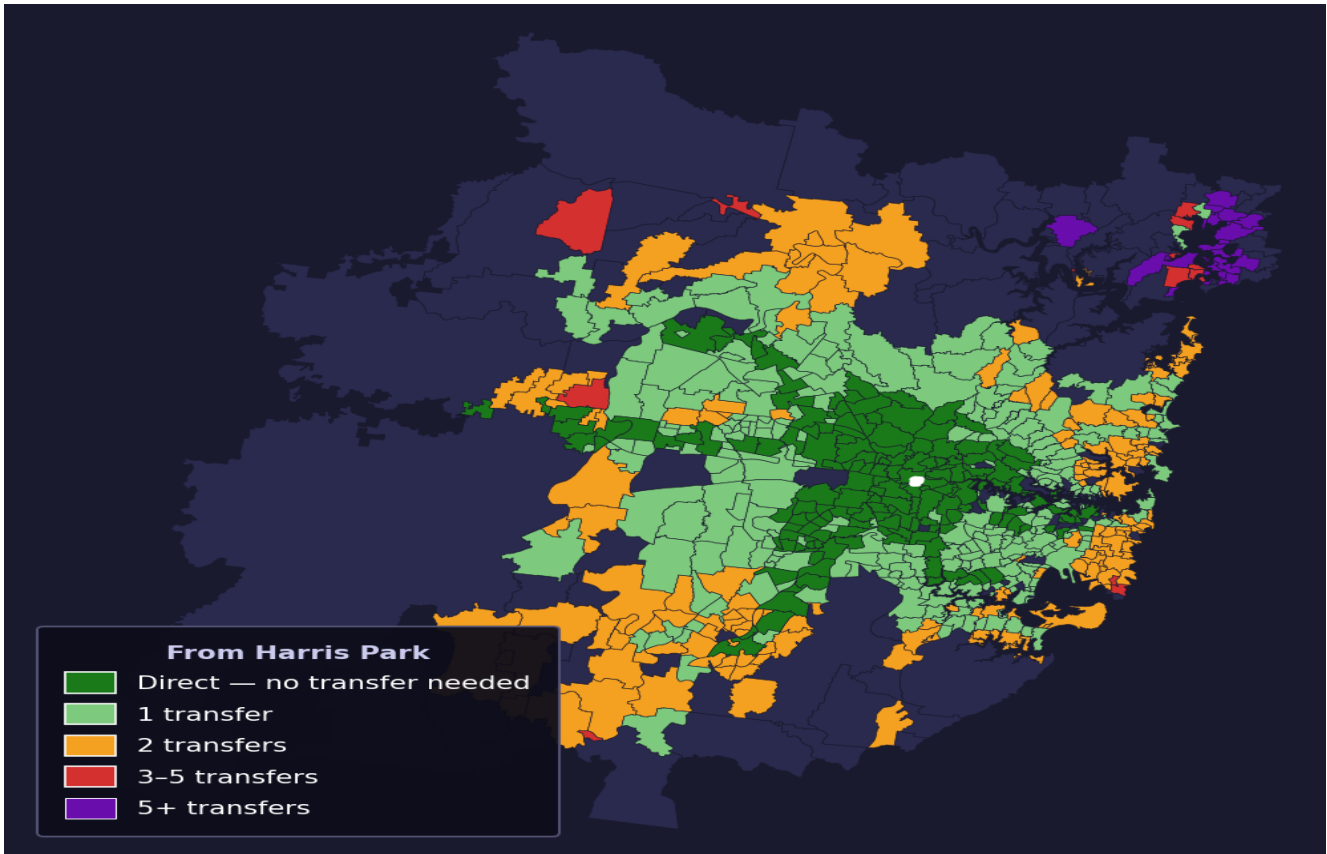 From Harris Park
Direct — no transfer needed
1 transfer
2 transfers
3–5 transfers
5+ transfers